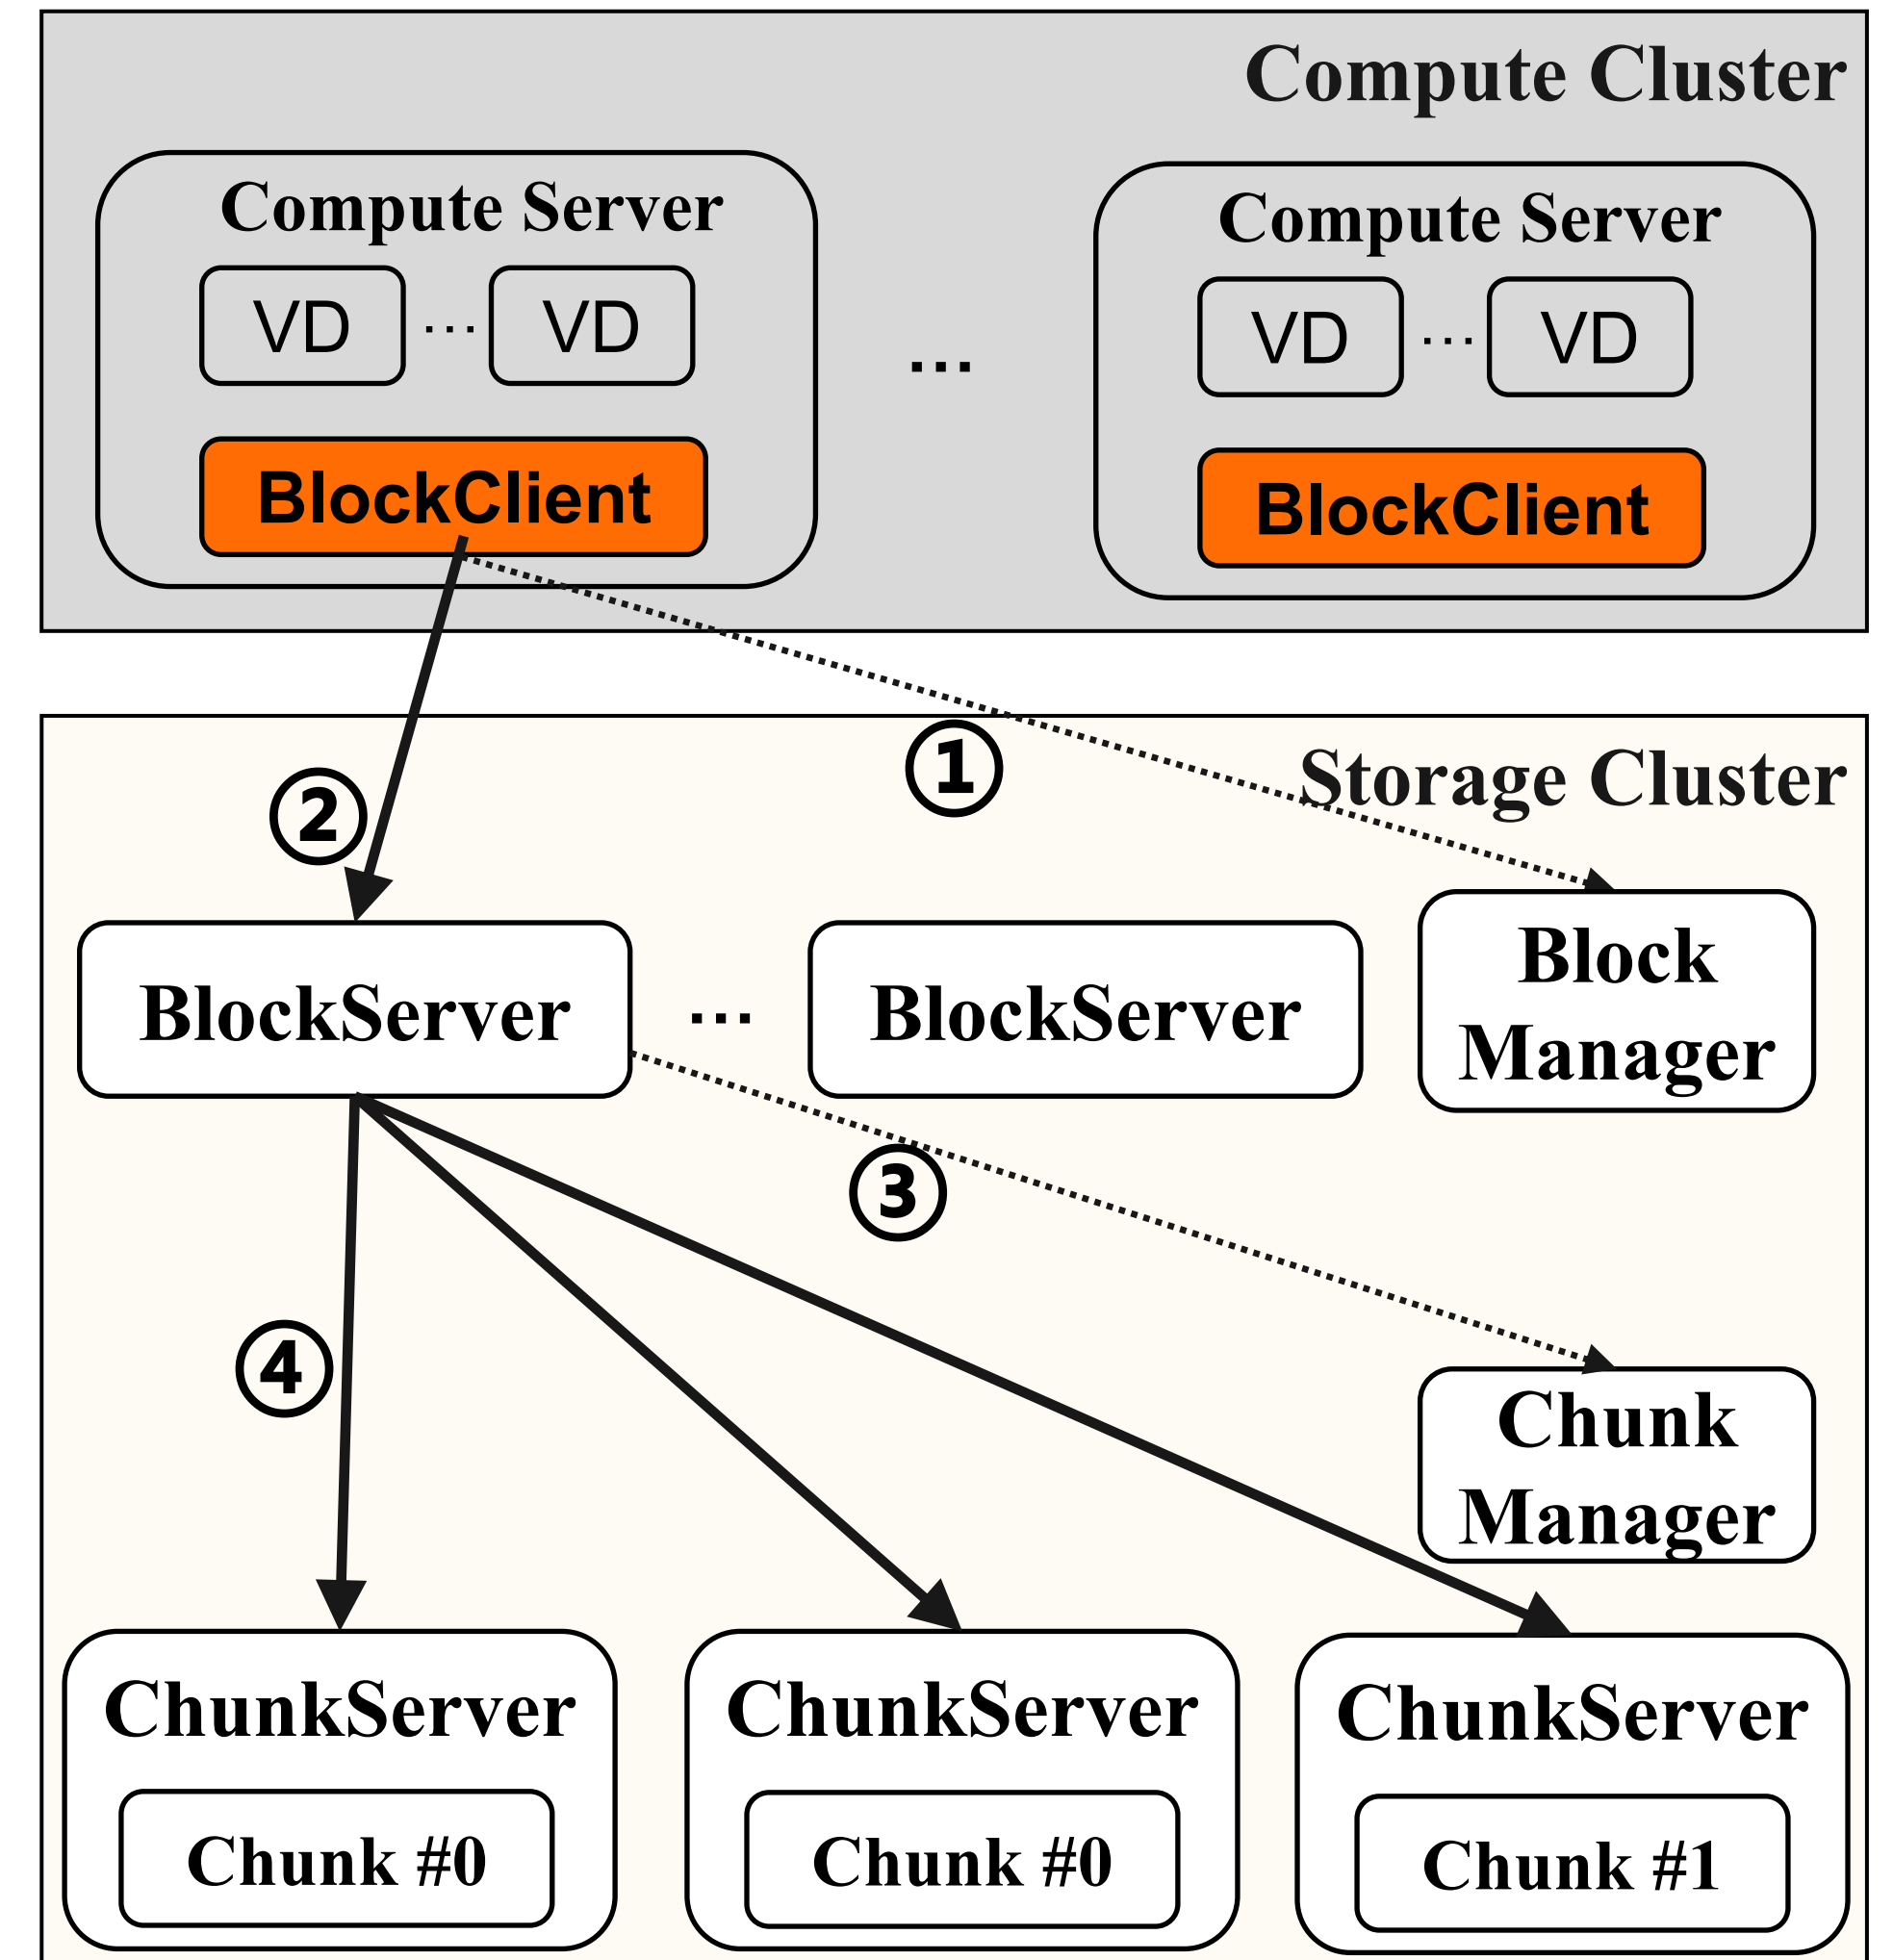 Compute Cluster
Compute Server
VD ... VD
BlockClient
...
Compute Server
VD ... VD
BlockClient
①
Storage Cluster
②
BlockServer
...
BlockServer
Block
Manager
③
④
Chunk
Manager
ChunkServer
Chunk #0
ChunkServer
Chunk #0
ChunkServer
Chunk #1